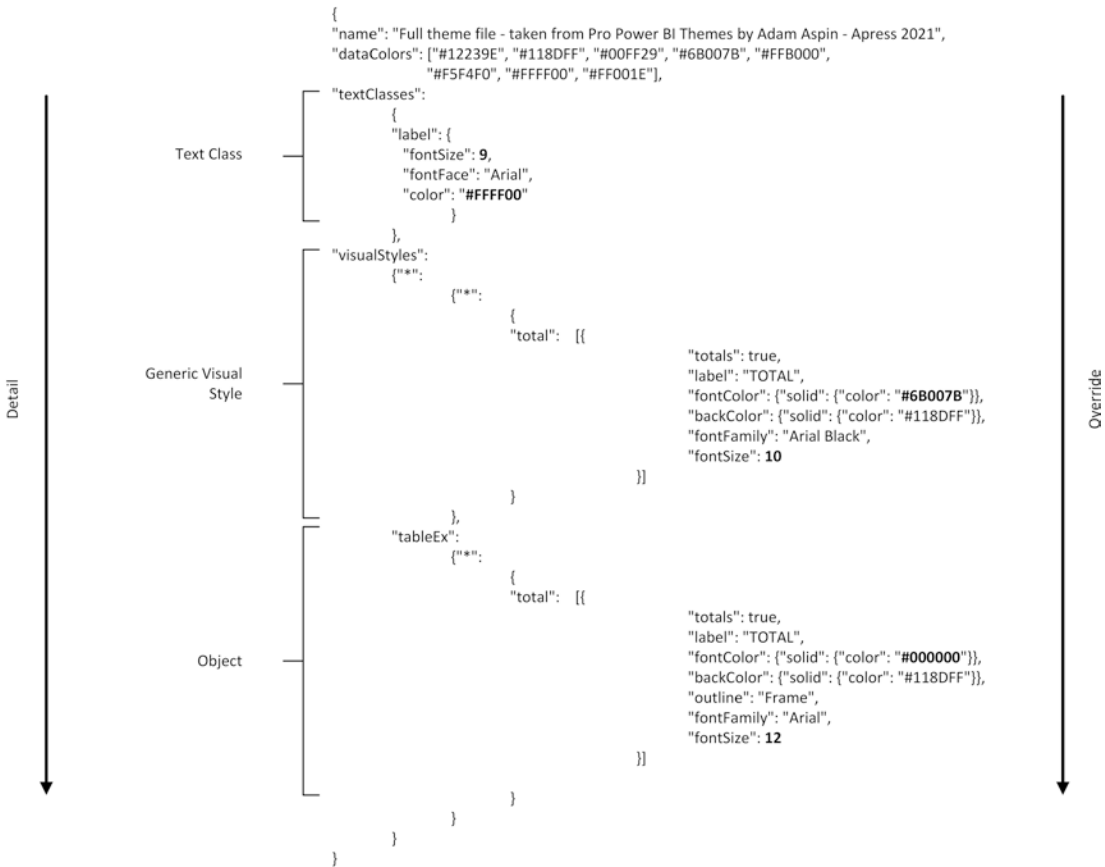 {
"name": "Full theme file - taken from Pro Power BI Themes by Adam Aspin - Apress 2021",
"dataColors": ["#12239E", "#118DFF", "#00FF29", "#6B007B", "#FFB000",
"#F5F4F0", "#FFFF00", "#FF001E"],
"textClasses":
{
"label": {
Text Class
"fontSize": 9,
"fontFace": "Arial",
"color": "#FFFF00"
}
},
"visualStyles":
{"*":
{"*":
{
"total": [{
"totals": true,
Generic Visual
Style
"label": "TOTAL",
"fontColor": {"solid": {"color": "#6B007B"}},
"backColor": {"solid": {"color": "#118DFF"}},
"fontFamily": "Arial Black",
"fontSize": 10
}]
}
},
Detail
Override
"tableEx":
{"*":
{
"total": [{
"totals": true,
"label": "TOTAL",
Object
"fontColor": {"solid": {"color": "#000000"}},
"backColor": {"solid": {"color": "#118DFF"}},
"outline": "Frame",
"fontFamily": "Arial",
"fontSize": 12
}]
}
}
}
}